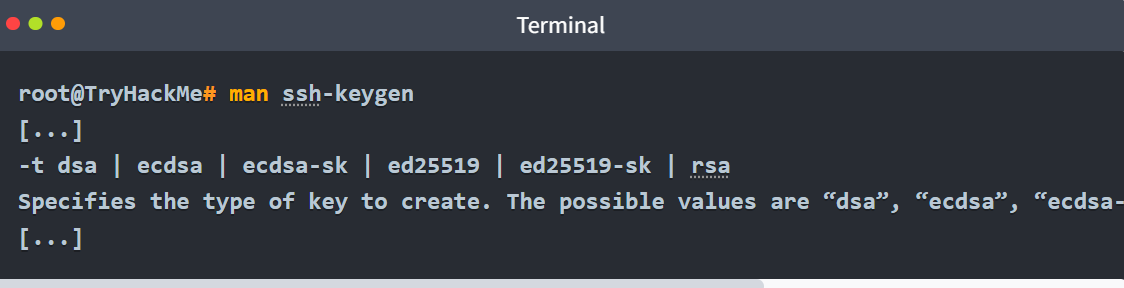 Terminal
root@TryHackMe# man ssh-keygen
[...]
-t dsa | ecdsa | ecdsa-sk | ed25519 | ed25519-sk | rsa
Specifies the type of key to create. The possible values are “dsa”, “ecdsa”, “ecdsa-
[...]